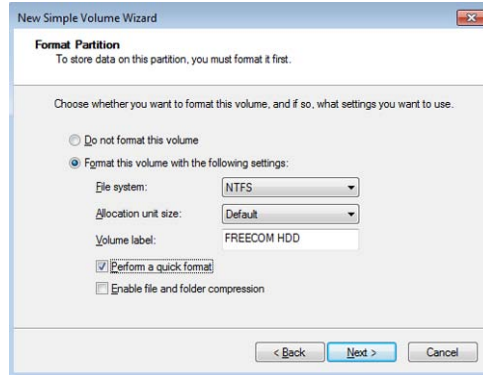 New Simple Volume Wizard
Format Partition
To store data on this partition, you must format it first.
Choose whether you want to format this volume, and if so, what settings you want to use.
Do not format this volume
Format this volume with the following settings:
File system: NTFS
Allocation unit size: Default
Volume label: FREECOM HDD
Perform a quick format
Enable file and folder compression
< Back Next > Cancel